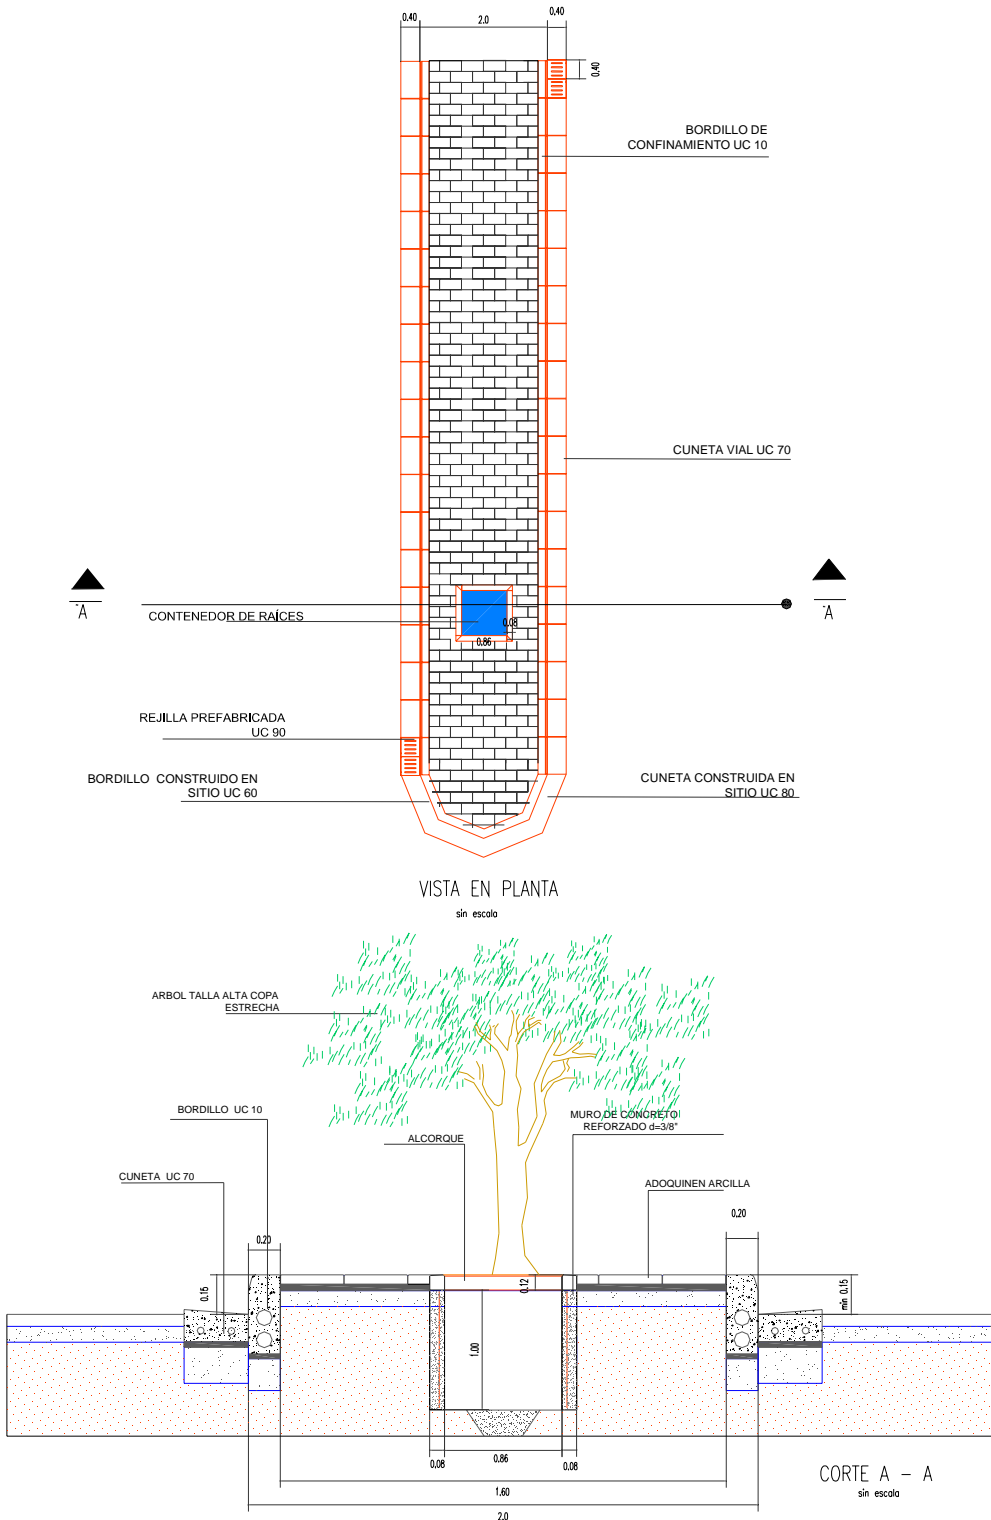 0.40
2.0
0.40
0.40
BORDILLO DE
CONFINAMIENTO UC 10
CUNETA VIAL UC 70
A
A
CONTENEDOR DE RAÍCES
0.08
0.86
REJILLA PREFABRICADA
UC 90
BORDILLO CONSTRUIDO EN
SITIO UC 60
CUNETA CONSTRUIDA EN
SITIO UC 80
VISTA EN PLANTA
sin escala
ARBOL TALLA ALTA COPA
ESTRECHA
BORDILLO UC 10
MURO DE CONCRETO
REFORZADO d=3/8"
ALCORQUE
CUNETA UC 70
ADOQUINEN ARCILLA
0.20
0.20
0.15
0.12
min 0.15
1.00
0.08
0.86
0.08
CORTE A - A
sin escala
1.60
2.0